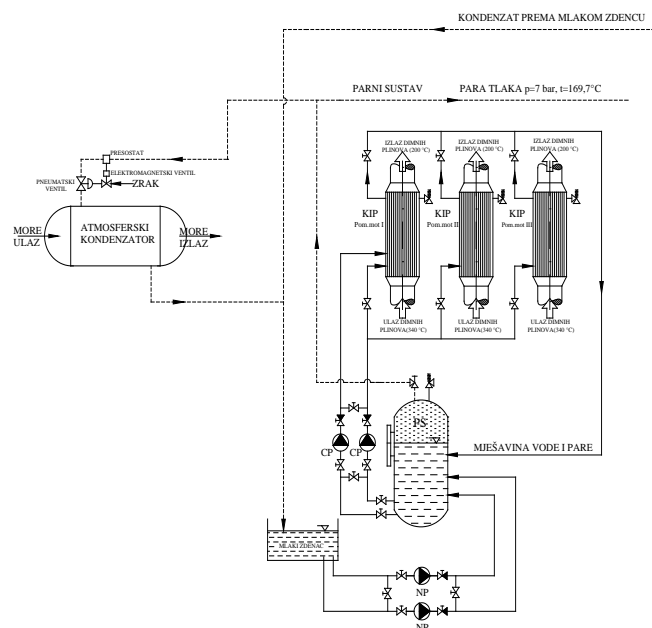 KONDENZAT PREMA MLAKOM ZDENCU
PARNI SUSTAV
PARA TLAKA p=7 bar, t=169,7°C
PRESOSTAT
ELEKTROMAGNETSKI VENTIL
PNEUMATSKI
VENTIL
ZRAK
MORE
ULAZ
ATMOSFERSKI
KONDENZATOR
MORE
IZLAZ
IZLAZ DIMNIH
PLINOVA (200 °C)
IZLAZ DIMNIH
PLINOVA (200 °C)
IZLAZ DIMNIH
PLINOVA (200 °C)
KIP
Pom.mot I
KIP
Pom.mot II
KIP
Pom.mot III
ULAZ DIMNIH
PLINOVA(340 °C)
ULAZ DIMNIH
PLINOVA(340 °C)
ULAZ DIMNIH
PLINOVA(340 °C)
PS
CP
CP
MJEŠAVINA VODE I PARE
MLAKI ZDENAC
NP
NP